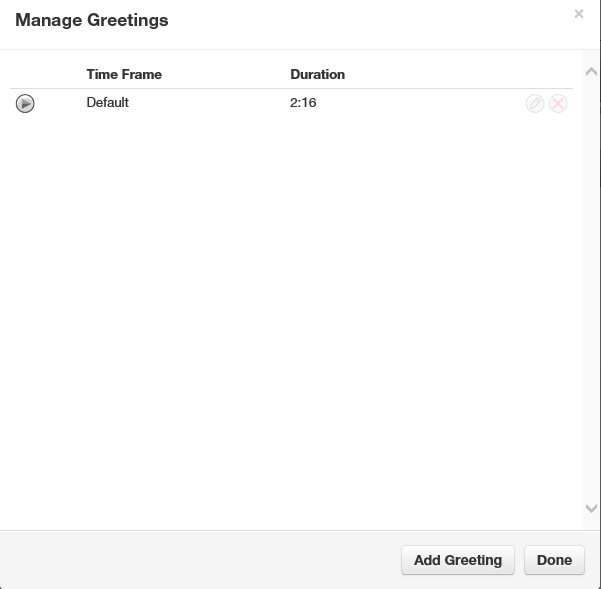 Manage Greetings
Time Frame Duration
Default 2:16
Add Greeting Done